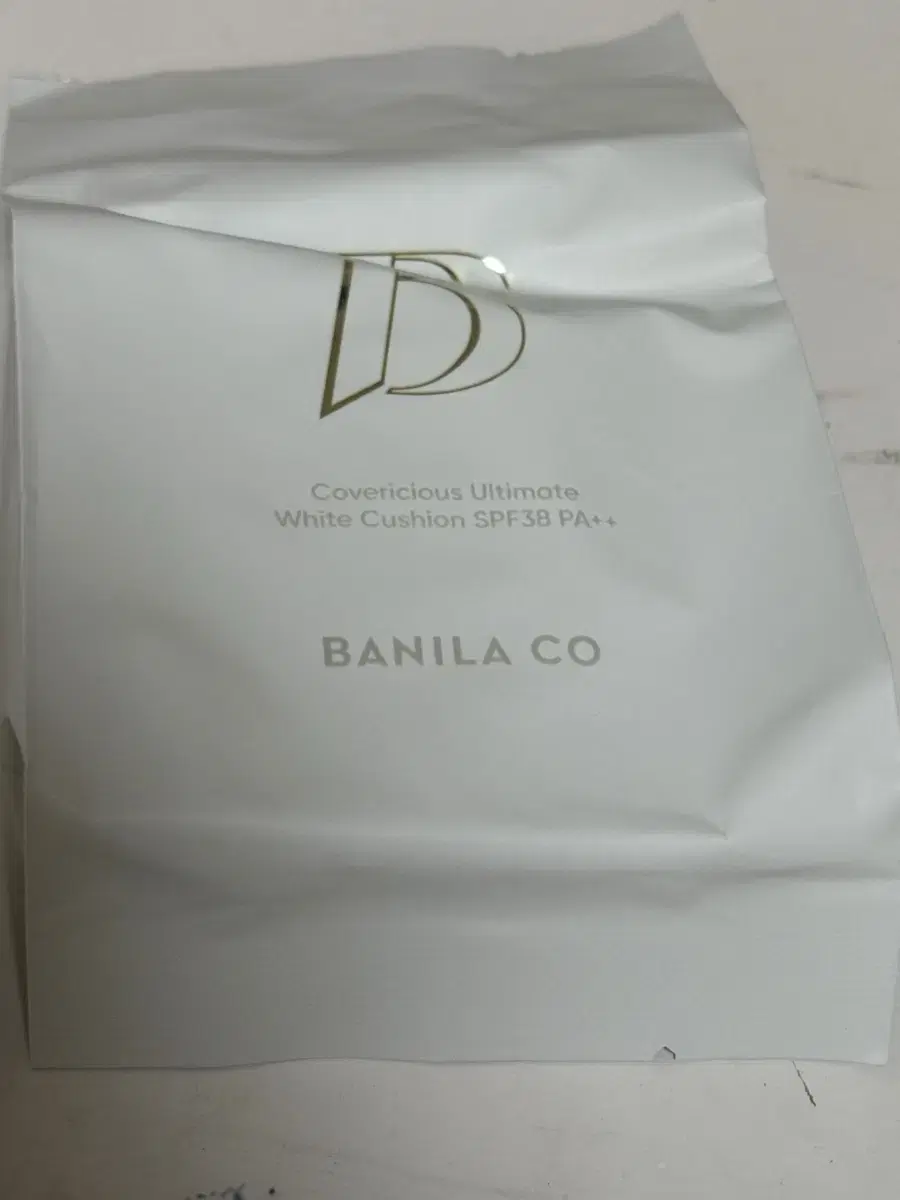 Covericious Ultimate
White Cushion SPF38 PA++
BANILA CO